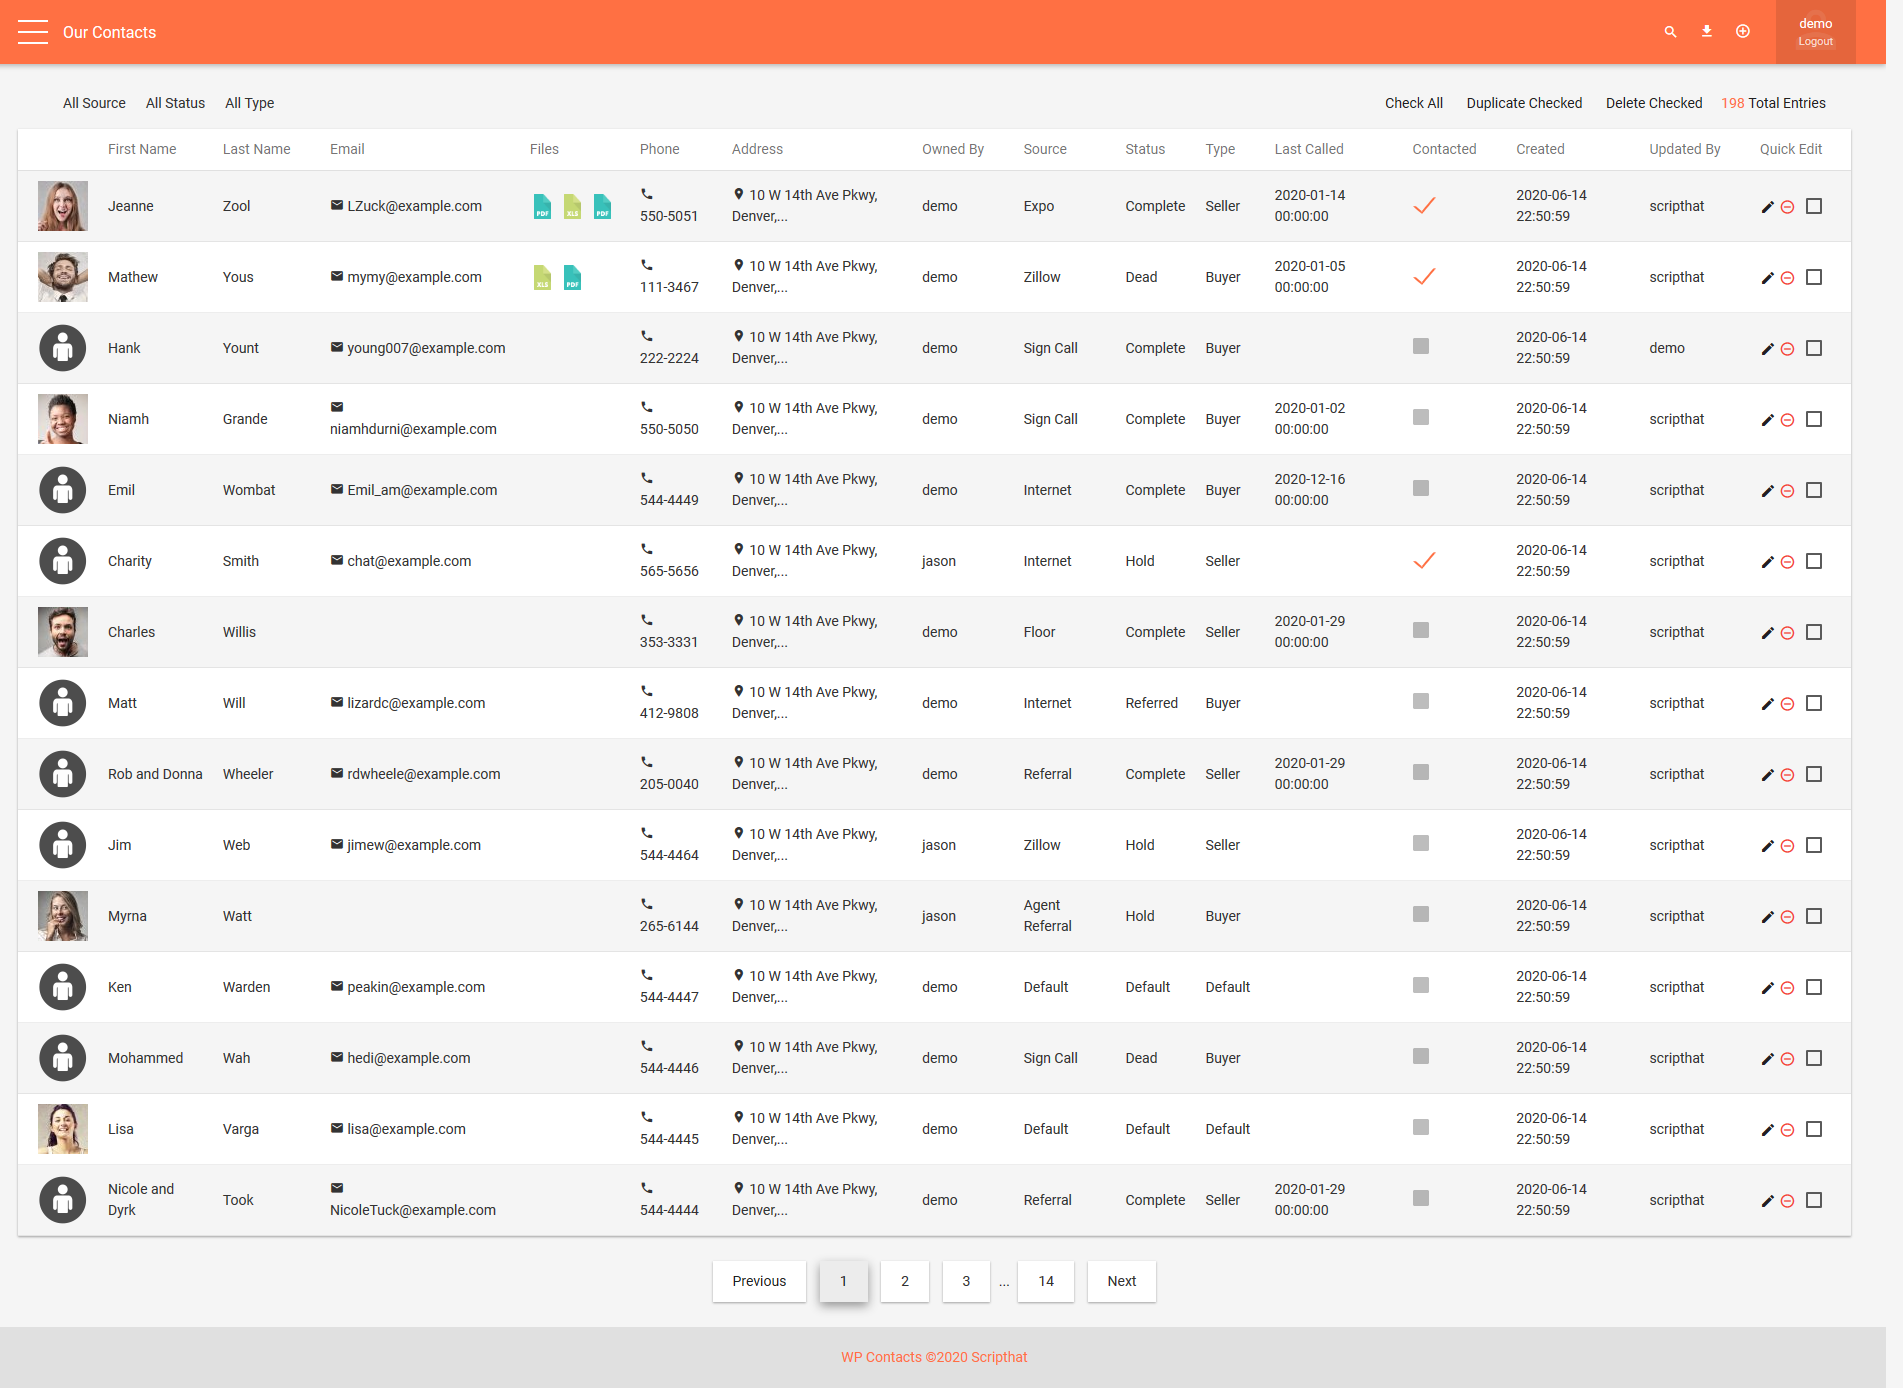 Our Contacts
demo
Logout
All Source All Status All Type Check All Duplicate Checked Delete Checked 198 Total Entries
First Name Last Name Email Files Phone Address Owned By Source Status Type Last Called Contacted Created Updated By Quick Edit
Jeanne Zool LZuck@example.com PDF XLS PDF 550-5051 10 W 14th Ave Pkwy, Denver,... demo Expo Complete Seller 2020-01-14 00:00:00 2020-06-14 22:50:59 scripthat
Mathew Yous mymy@example.com XLS PDF 111-3467 10 W 14th Ave Pkwy, Denver,... demo Zillow Dead Buyer 2020-01-05 00:00:00 2020-06-14 22:50:59 scripthat
Hank Yount young007@example.com 222-2224 10 W 14th Ave Pkwy, Denver,... demo Sign Call Complete Buyer 2020-06-14 22:50:59 demo
Niamh Grande niamhdurni@example.com 550-5050 10 W 14th Ave Pkwy, Denver,... demo Sign Call Complete Buyer 2020-01-02 00:00:00 2020-06-14 22:50:59 scripthat
Emil Wombat Emil_am@example.com 544-4449 10 W 14th Ave Pkwy, Denver,... demo Internet Complete Buyer 2020-12-16 00:00:00 2020-06-14 22:50:59 scripthat
Charity Smith chat@example.com 565-5656 10 W 14th Ave Pkwy, Denver,... jason Internet Hold Seller 2020-06-14 22:50:59 scripthat
Charles Willis 353-3331 10 W 14th Ave Pkwy, Denver,... demo Floor Complete Seller 2020-01-29 00:00:00 2020-06-14 22:50:59 scripthat
Matt Will lizardc@example.com 412-9808 10 W 14th Ave Pkwy, Denver,... demo Internet Referred Buyer 2020-06-14 22:50:59 scripthat
Rob and Donna Wheeler rdwheele@example.com 205-0040 10 W 14th Ave Pkwy, Denver,... demo Referral Complete Seller 2020-01-29 00:00:00 2020-06-14 22:50:59 scripthat
Jim Web jimew@example.com 544-4464 10 W 14th Ave Pkwy, Denver,... jason Zillow Hold Seller 2020-06-14 22:50:59 scripthat
Myrna Watt 265-6144 10 W 14th Ave Pkwy, Denver,... jason Agent Referral Hold Buyer 2020-06-14 22:50:59 scripthat
Ken Warden peakin@example.com 544-4447 10 W 14th Ave Pkwy, Denver,... demo Default Default Default 2020-06-14 22:50:59 scripthat
Mohammed Wah hedi@example.com 544-4446 10 W 14th Ave Pkwy, Denver,... demo Sign Call Dead Buyer 2020-06-14 22:50:59 scripthat
Lisa Varga lisa@example.com 544-4445 10 W 14th Ave Pkwy, Denver,... demo Default Default Default 2020-06-14 22:50:59 scripthat
Nicole and Dyrk Took NicoleTuck@example.com 544-4444 10 W 14th Ave Pkwy, Denver,... demo Referral Complete Seller 2020-01-29 00:00:00 2020-06-14 22:50:59 scripthat
Previous 1 2 3 ... 14 Next
WP Contacts ©2020 Scripthat